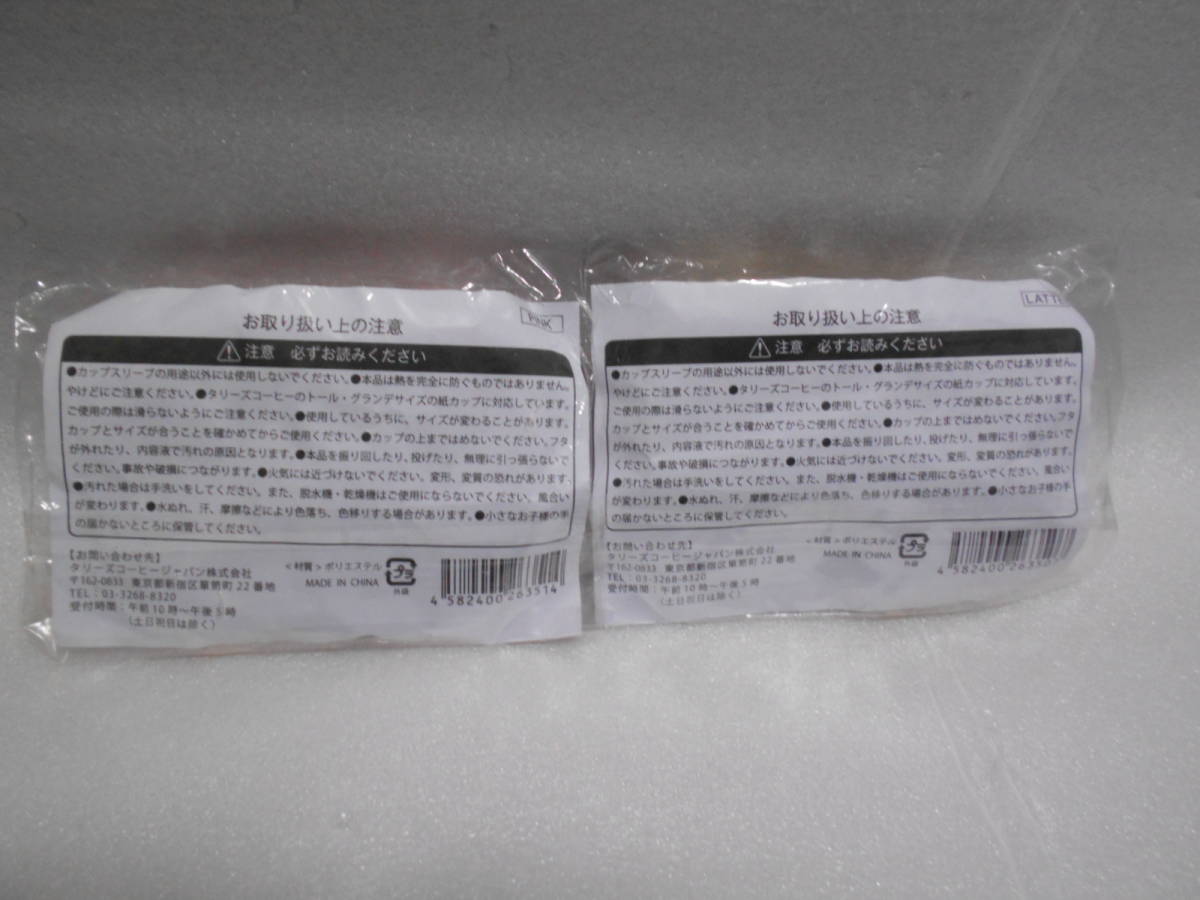 お取り扱い上の注意
PINK
注意 必ずお読みください
●カップスリーブの用途以外には使用しないでください。●本品は熱を完全に防ぐものではありません。
やけどにご注意ください。●タリーズコーヒーのトール・グランデサイズの紙カップに対応しています。
ご使用の際は滑らないようにご注意ください。●使用しているうちに、サイズが変わることがあります。
カップとサイズが合うことを確かめてからご使用ください。●カップの上まではめないでください。フタ
が外れたり、内容液で汚れの原因となります。●本品を振り回したり、投げたり、無理に引っ張らないで
ください。事故や破損につながります。●火気には近づけないでください。変形、変質の恐れがあります。
●汚れた場合は手洗いをしてください。また、脱水機・乾燥機はご使用にならないでください。風合い
が変わります。●水ぬれ、汗、摩擦などにより色落ち、色移りする場合があります。●小さなお子様の手
の届かないところに保管してください。
【お問い合わせ先】
タリーズコーヒージャパン株式会社
〒162-0833 東京都新宿区箪笥町22番地
TEL：03-3268-8320
受付時間：午前10時～午後5時
（土日祝日は除く）
＜材質＞ポリエステル
MADE IN CHINA
プラ
外袋
4 582400 263514
お取り扱い上の注意
LATTE
注意 必ずお読みください
●カップスリーブの用途以外には使用しないでください。●本品は熱を完全に防ぐものではありません。
やけどにご注意ください。●タリーズコーヒーのトール・グランデサイズの紙カップに対応しています。
ご使用の際は滑らないようにご注意ください。●使用しているうちに、サイズが変わることがあります。
カップとサイズが合うことを確かめてからご使用ください。●カップの上まではめないでください。フタ
が外れたり、内容液で汚れの原因となります。●本品を振り回したり、投げたり、無理に引っ張らないで
ください。事故や破損につながります。●火気には近づけないでください。変形、変質の恐れがあります。
●汚れた場合は手洗いをしてください。また、脱水機・乾燥機はご使用にならないでください。風合い
が変わります。●水ぬれ、汗、摩擦などにより色落ち、色移りする場合があります。●小さなお子様の手
の届かないところに保管してください。
【お問い合わせ先】
タリーズコーヒージャパン株式会社
〒162-0833 東京都新宿区箪笥町22番地
TEL：03-3268-8320
受付時間：午前10時～午後5時
（土日祝日は除く）
＜材質＞ポリエステル
MADE IN CHINA
プラ
外袋
4 582400